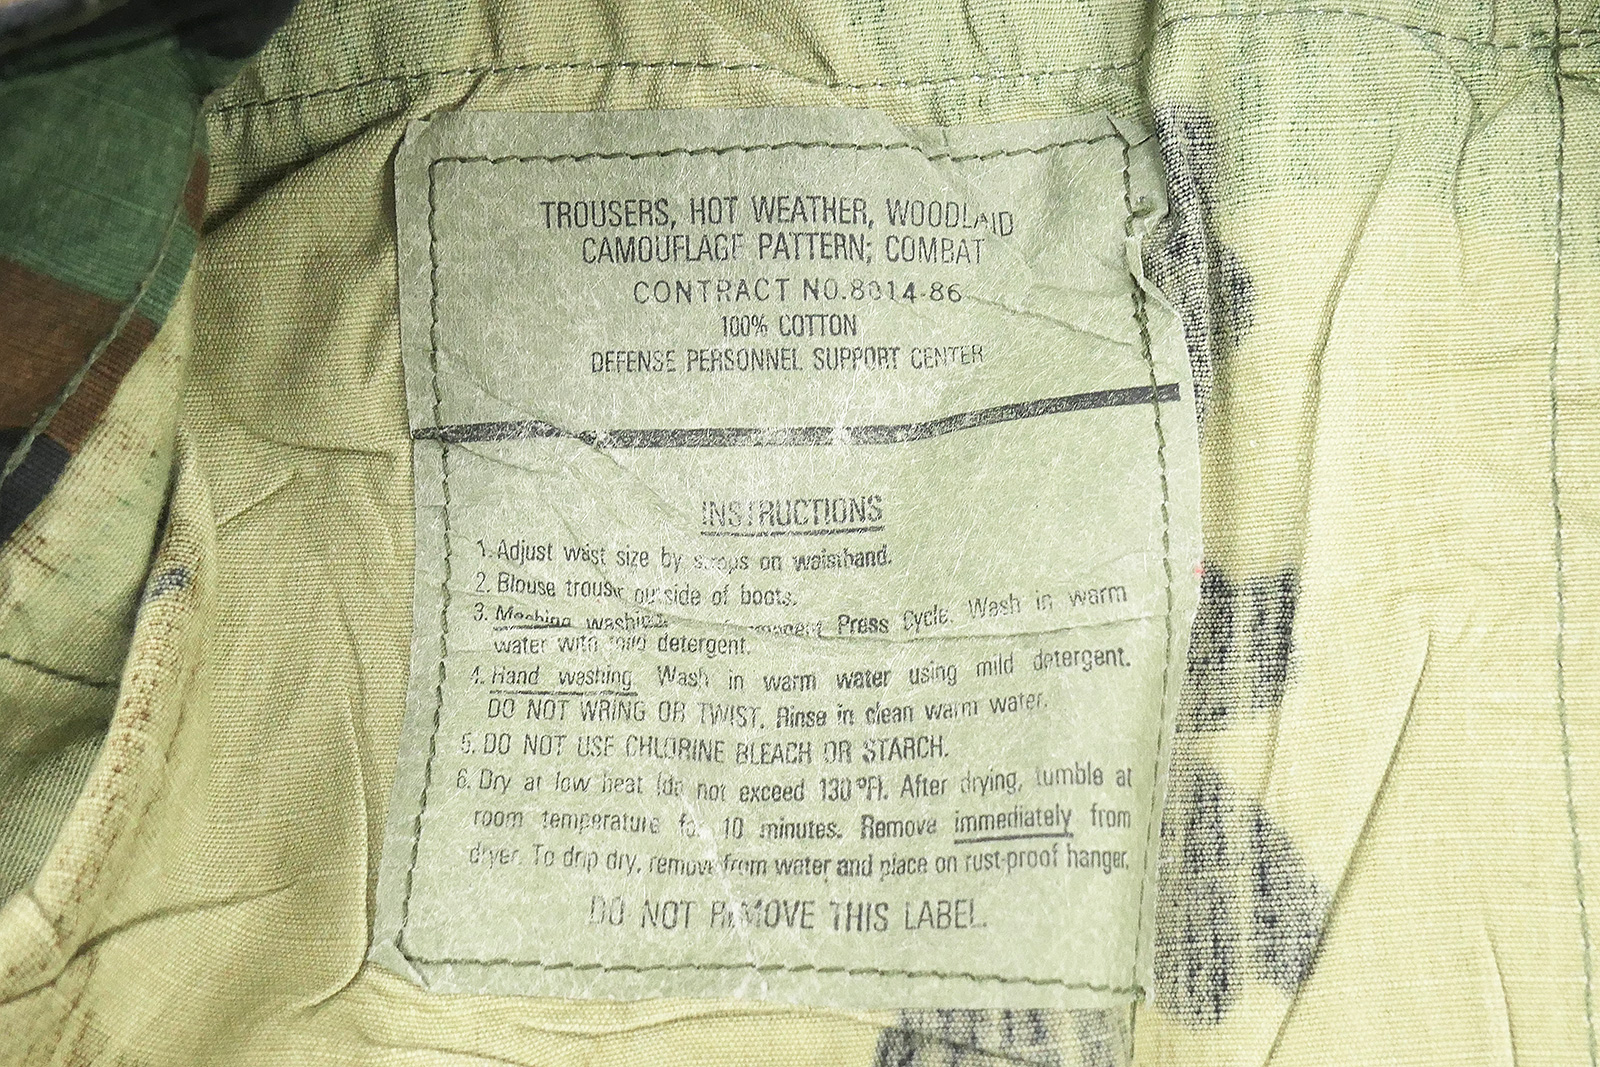 TROUSERS, HOT WEATHER, WOODLAND
CAMOUFLAGE PATTERN; COMBAT
CONTRACT NO.8014-86
100% COTTON
DEFENSE PERSONNEL SUPPORT CENTER
INSTRUCTIONS
1. Adjust waist size by straps on waistband.
2. Blouse trouser outside of boots.
3. Machine washing. Permanent Press Cycle. Wash in warm
water with mild detergent.
4. Hand washing. Wash in warm water using mild detergent.
DO NOT WRING OR TWIST. Rinse in clean warm water.
5. DO NOT USE CHLORINE BLEACH OR STARCH.
6. Dry at low heat (do not exceed 130°F). After drying, tumble at
room temperature for 10 minutes. Remove immediately from
dryer. To drip dry, remove from water and place on rust-proof hanger.
DO NOT REMOVE THIS LABEL.